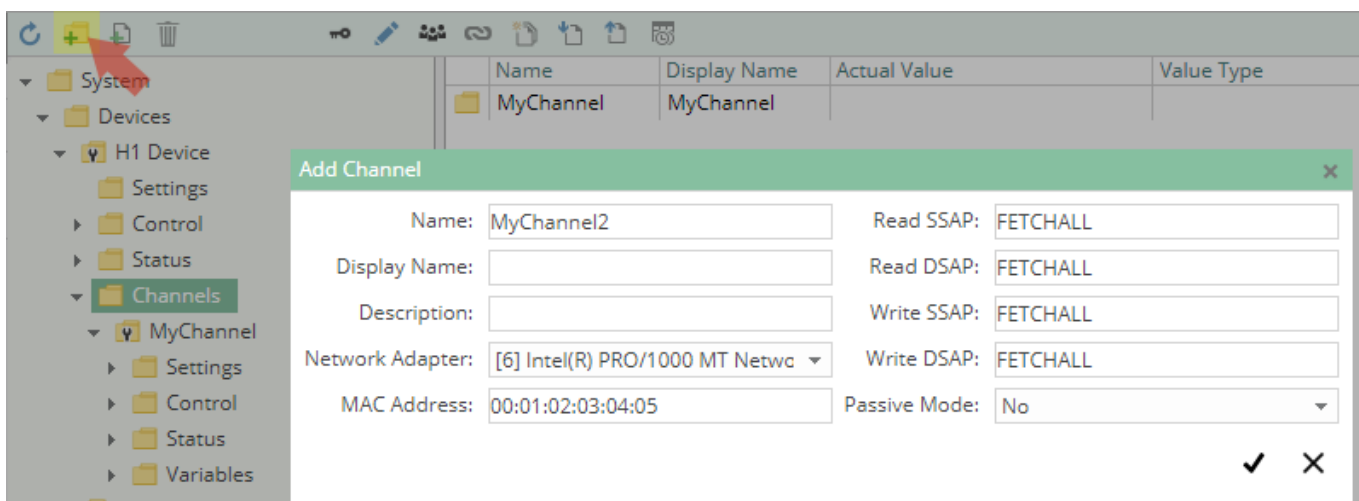 Name Display Name Actual Value Value Type
System
MyChannel MyChannel
Devices
H1 Device
Settings
Control
Status
Channels
MyChannel
Settings
Control
Status
Variables
Add Channel
Name: MyChannel2 Read SSAP: FETCHALL
Display Name: Read DSAP: FETCHALL
Description: Write SSAP: FETCHALL
Network Adapter: [6] Intel(R) PRO/1000 MT Netwo Write DSAP: FETCHALL
MAC Address: 00:01:02:03:04:05 Passive Mode: No